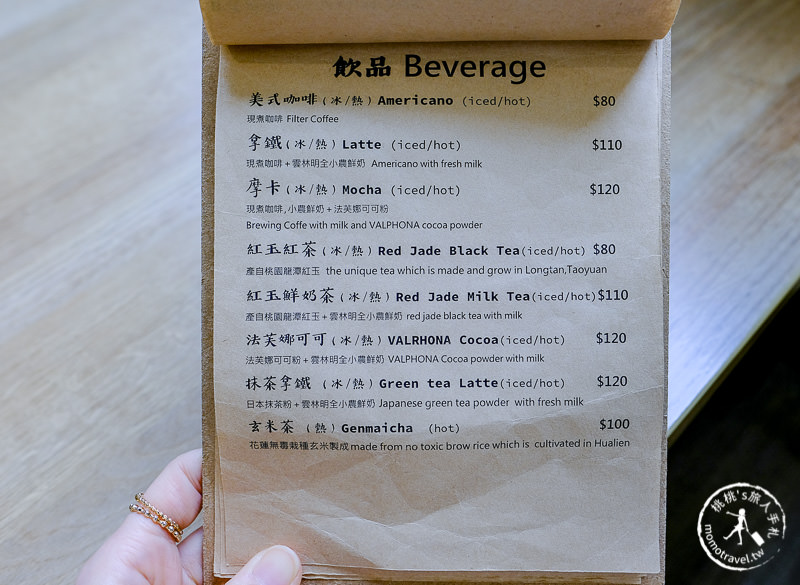 飲品 Beverage
美式咖啡(冰/熱) Americano (iced/hot) $80
現煮咖啡 Filter Coffee
拿鐵(冰/熱) Latte (iced/hot) $110
現煮咖啡+雲林明全小農鮮奶 Americano with fresh milk
摩卡(冰/熱) Mocha (iced/hot) $120
現煮咖啡,小農鮮奶+法芙娜可可粉
Brewing Coffe with milk and VALPHONA cocoa powder
紅玉紅茶(冰/熱) Red Jade Black Tea(iced/hot) $80
產自桃園龍潭紅玉 the unique tea which is made and grow in Longtan,Taoyuan
紅玉鮮奶茶(冰/熱) Red Jade Milk Tea(iced/hot) $110
產自桃園龍潭紅玉+雲林明全小農鮮奶 red jade black tea with milk
法芙娜可可(冰/熱) VALRHONA Cocoa(iced/hot) $120
法芙娜可可粉+雲林明全小農鮮奶 VALPHONA Cocoa powder with milk
抹茶拿鐵 (冰/熱) Green tea Latte(iced/hot) $120
日本抹茶粉+雲林明全小農鮮奶 Japanese green tea powder with fresh milk
玄米茶 (熱) Genmaicha (hot) $100
花蓮無毒栽種玄米製成 made from no toxic brow rice which is cultivated in Hualien
桃桃's旅人手札
momotravel.tw